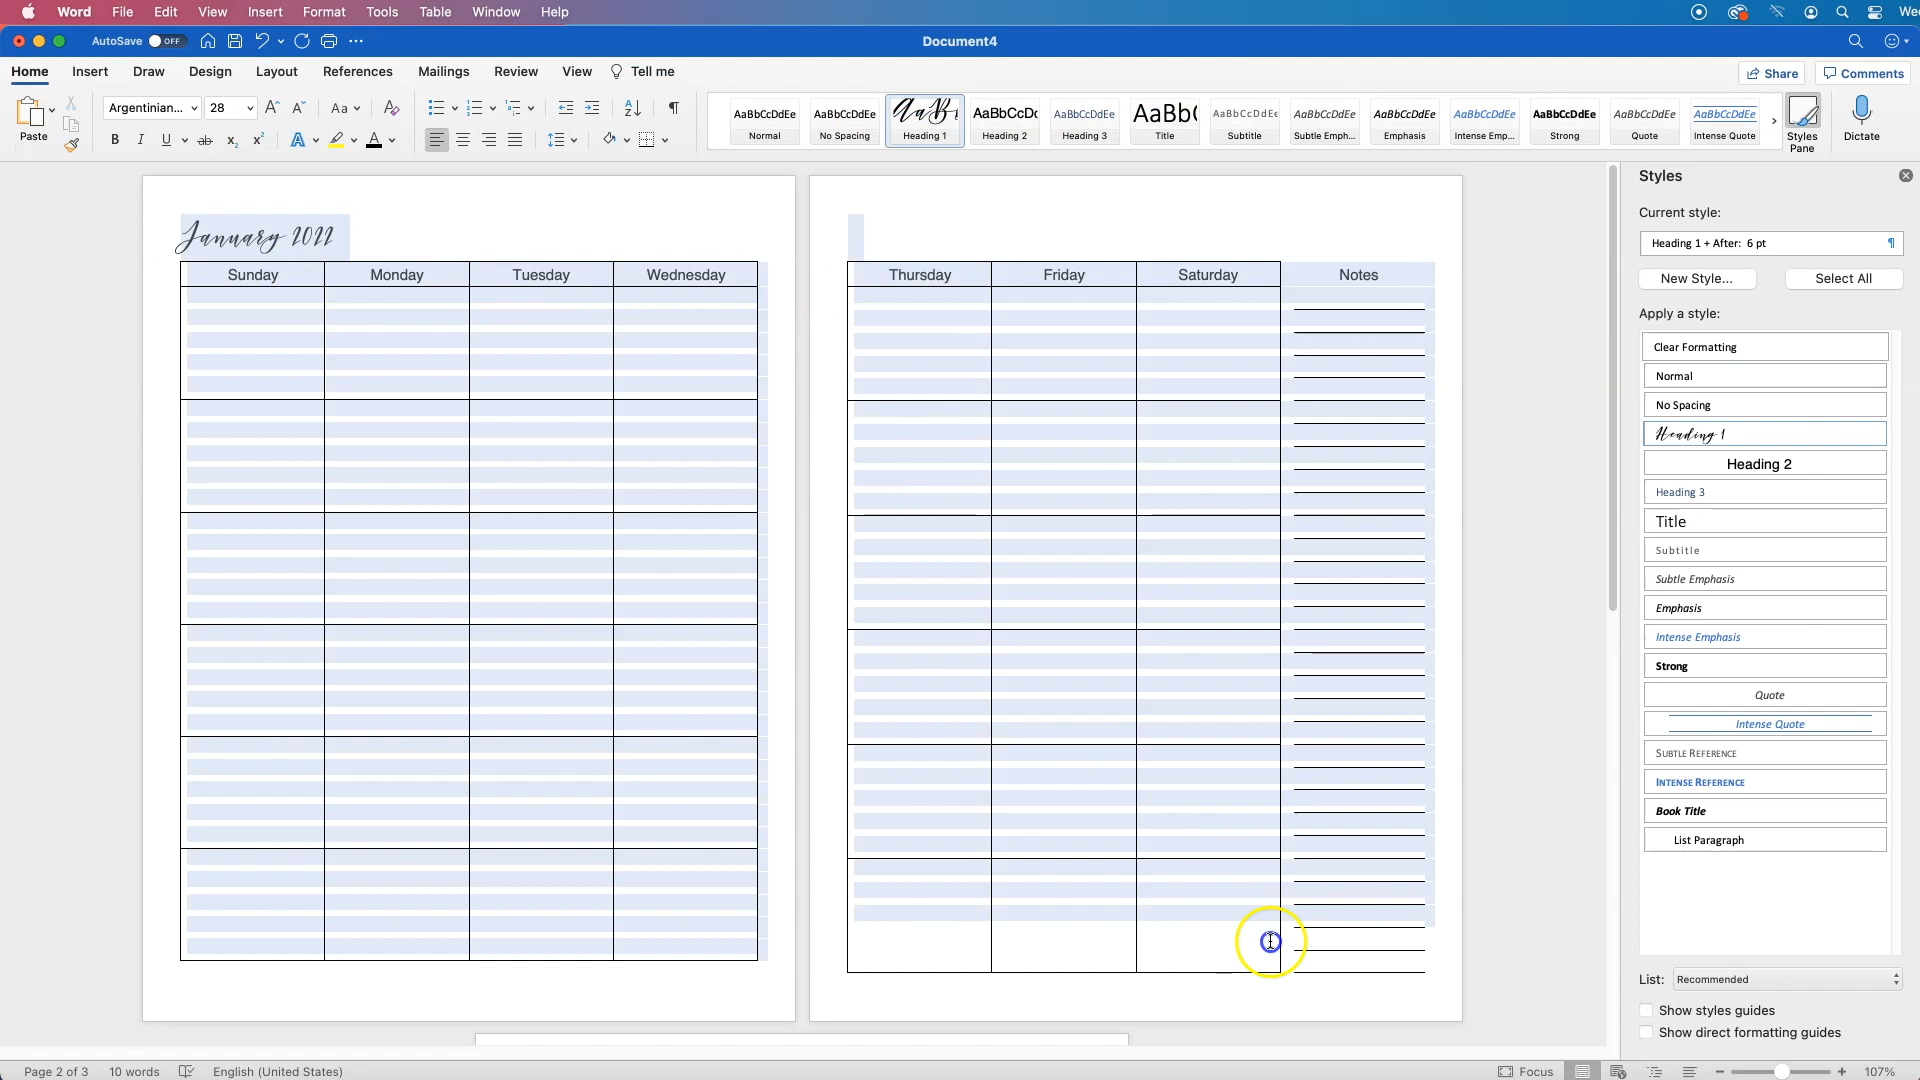 Word File Edit View Insert Format Tools Table Window Help
AutoSave OFF Document4
Home Insert Draw Design Layout References Mailings Review View Tell me Share Comments
Paste Argentinian... 28 Aa
AaBbCcDdEe AaBbCcDdEe AaBb AaBbCcDc AaBbCcDdEe AaBb( AaBbCcDdEe AaBbCcDdEe AaBbCcDdEe AaBbCcDdEe AaBbCcDdEe AaBbCcDdEe AaBbCcDdEe
Normal No Spacing Heading 1 Heading 2 Heading 3 Title Subtitle Subtle Emph... Emphasis Intense Emp... Strong Quote Intense Quote
Styles Pane
Dictate
January 2022
Sunday Monday Tuesday Wednesday
Thursday Friday Saturday Notes
Styles
Current style:
Heading 1 + After: 6 pt
New Style... Select All
Apply a style:
Clear Formatting
Normal
No Spacing
Heading 1
Heading 2
Heading 3
Title
Subtitle
Subtle Emphasis
Emphasis
Intense Emphasis
Strong
Quote
Intense Quote
Subtle Reference
Intense Reference
Book Title
List Paragraph
List: Recommended
Show styles guides
Show direct formatting guides
Page 2 of 3 10 words English (United States) Focus 107%